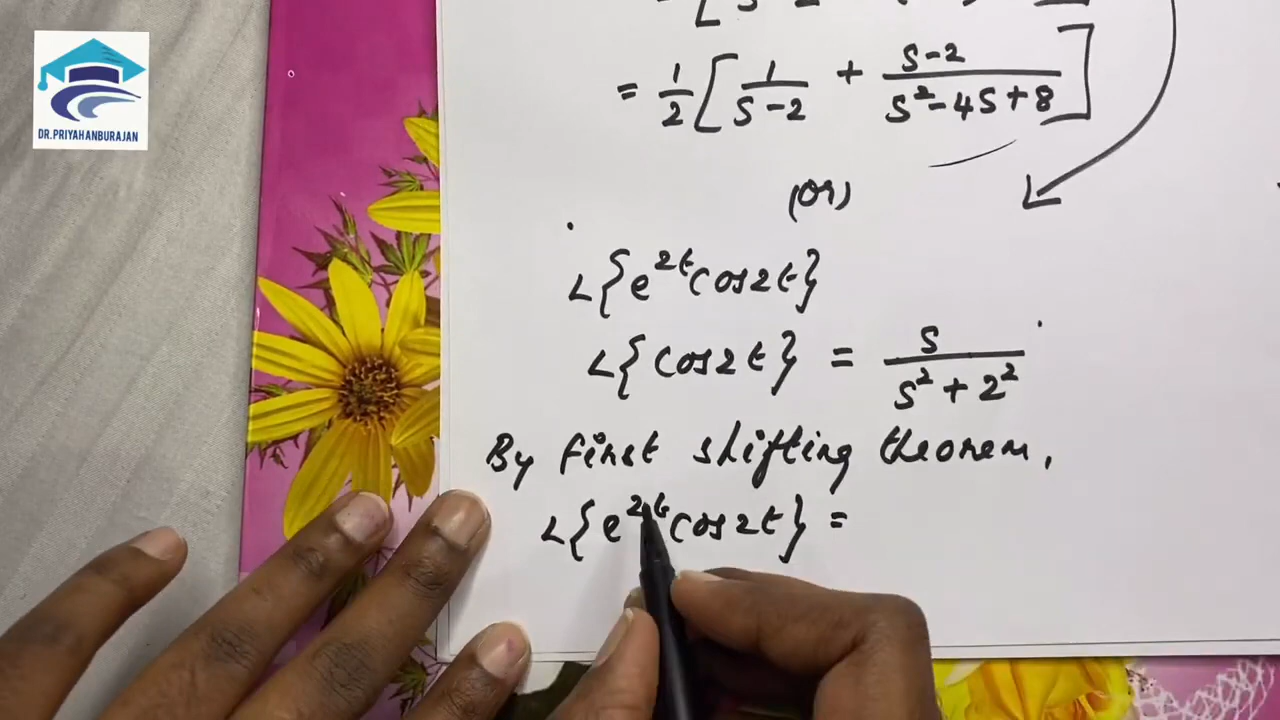 DR.PRIYAHANBURAJAN
= 1/2 [ 1/(S-2) + (S-2)/(S²-4S+8) ]
(or)
L{e^2t cos2t}
L{cos2t} = S/(S²+2²)
By first shifting theorem,
L{e^2t cos2t} =